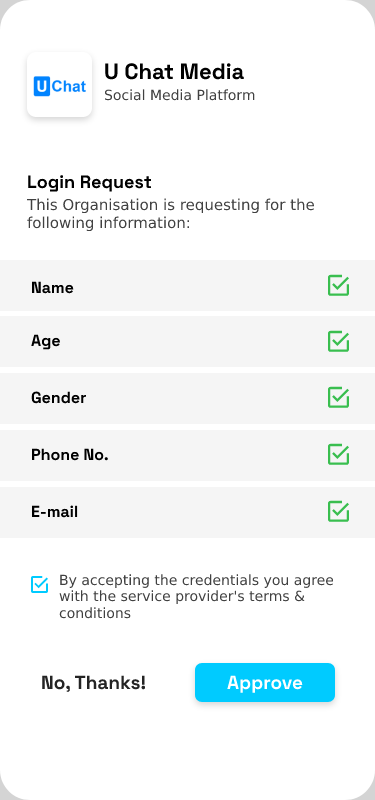 U Chat
U Chat Media
Social Media Platform
Login Request
This Organisation is requesting for the
following information:
Name
Age
Gender
Phone No.
E-mail
By accepting the credentials you agree
with the service provider's terms &
conditions
No, Thanks!
Approve